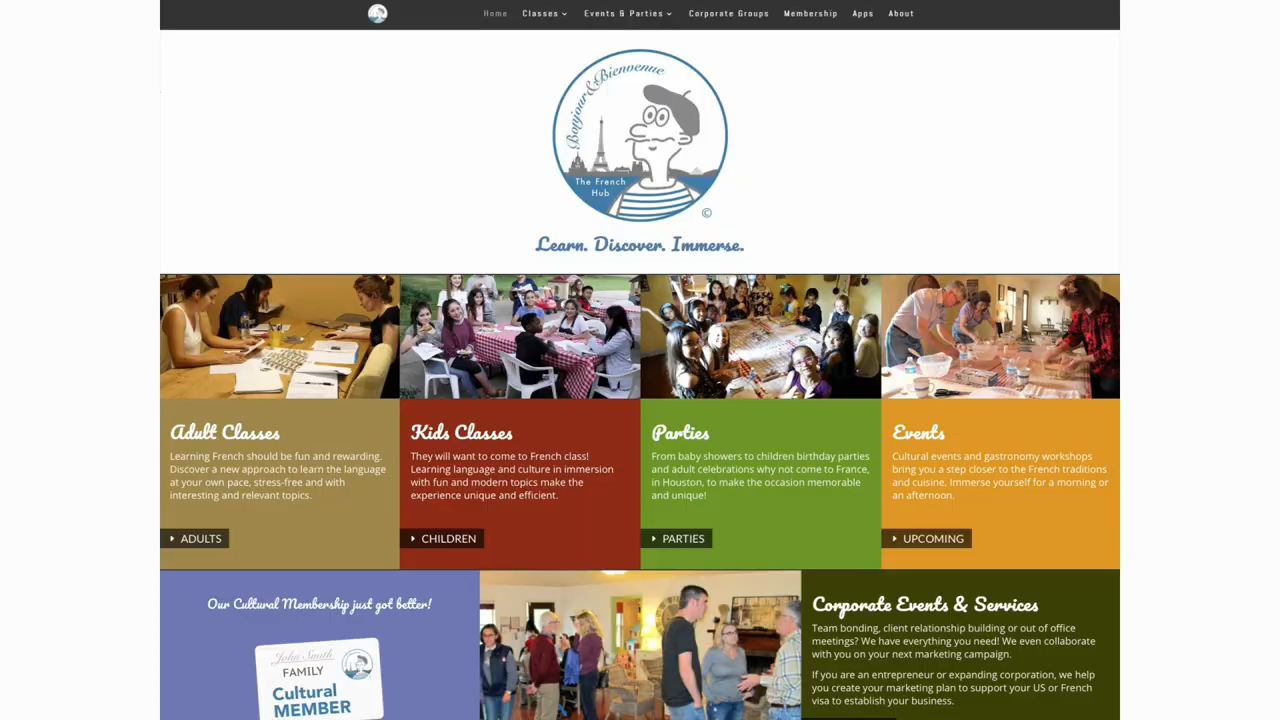 Home Classes Events & Parties Corporate Groups Membership Apps About
Bonjour & Bienvenue
The French
Hub
©
Learn. Discover. Immerse.
Adult Classes
Learning French should be fun and rewarding.
Discover a new approach to learn the language
at your own pace, stress-free and with
interesting and relevant topics.
ADULTS
Kids Classes
They will want to come to French class!
Learning language and culture in immersion
with fun and modern topics make the
experience unique and efficient.
CHILDREN
Parties
From baby showers to children birthday parties
and adult celebrations why not come to France,
in Houston, to make the occasion memorable
and unique!
PARTIES
Events
Cultural events and gastronomy workshops
bring you a step closer to the French traditions
and cuisine, Immerse yourself for a morning or
an afternoon.
UPCOMING
Our Cultural Membership just got better!
John Smith
FAMILY
Cultural
MEMBER
Corporate Events & Services
Team bonding, client relationship building or out of office
meetings? We have everything you need! We even collaborate
with you on your next marketing campaign.
If you are an entrepreneur or expanding corporation, we help
you create your marketing plan to support your US or French
visa to establish your business.